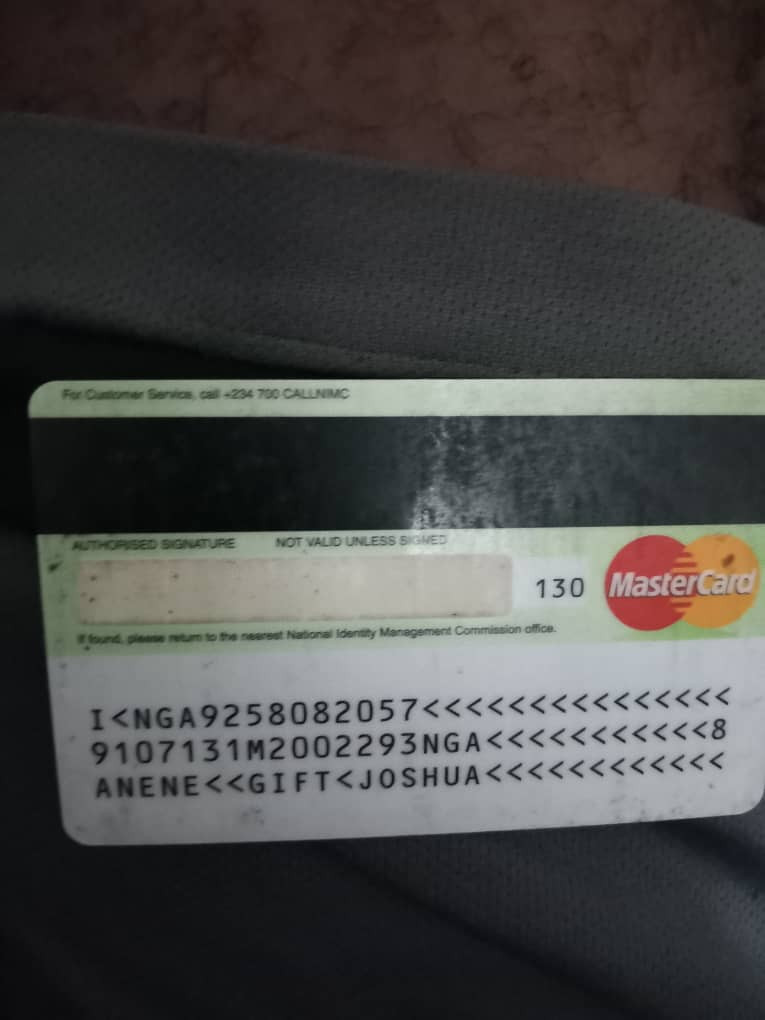 For Customer Service, call +234 700 CALLNIMC
AUTHORISED SIGNATURE NOT VALID UNLESS SIGNED
130 MasterCard
If found, please return to the nearest National Identity Management Commission office.
I<NGA9258082057<<<<<<<<<<<<<<<
9107131M2002293NGA<<<<<<<<<<<8
ANENE<<GIFT<JOSHUA<<<<<<<<<<<<